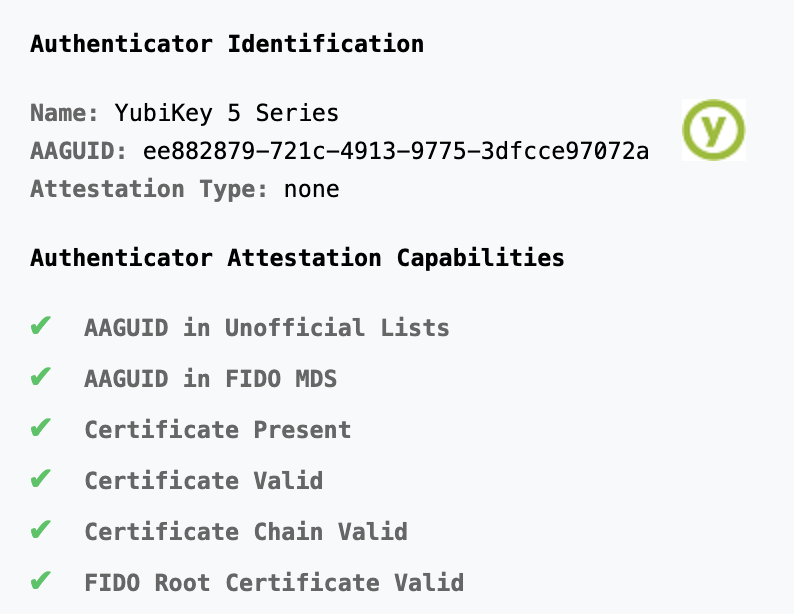 Authenticator Identification
Name: YubiKey 5 Series
AAGUID: ee882879-721c-4913-9775-3dfcce97072a
y
Attestation Type: none
Authenticator Attestation Capabilities
✔ AAGUID in Unofficial Lists
✔ AAGUID in FIDO MDS
✔ Certificate Present
✔ Certificate Valid
✔ Certificate Chain Valid
✔ FIDO Root Certificate Valid